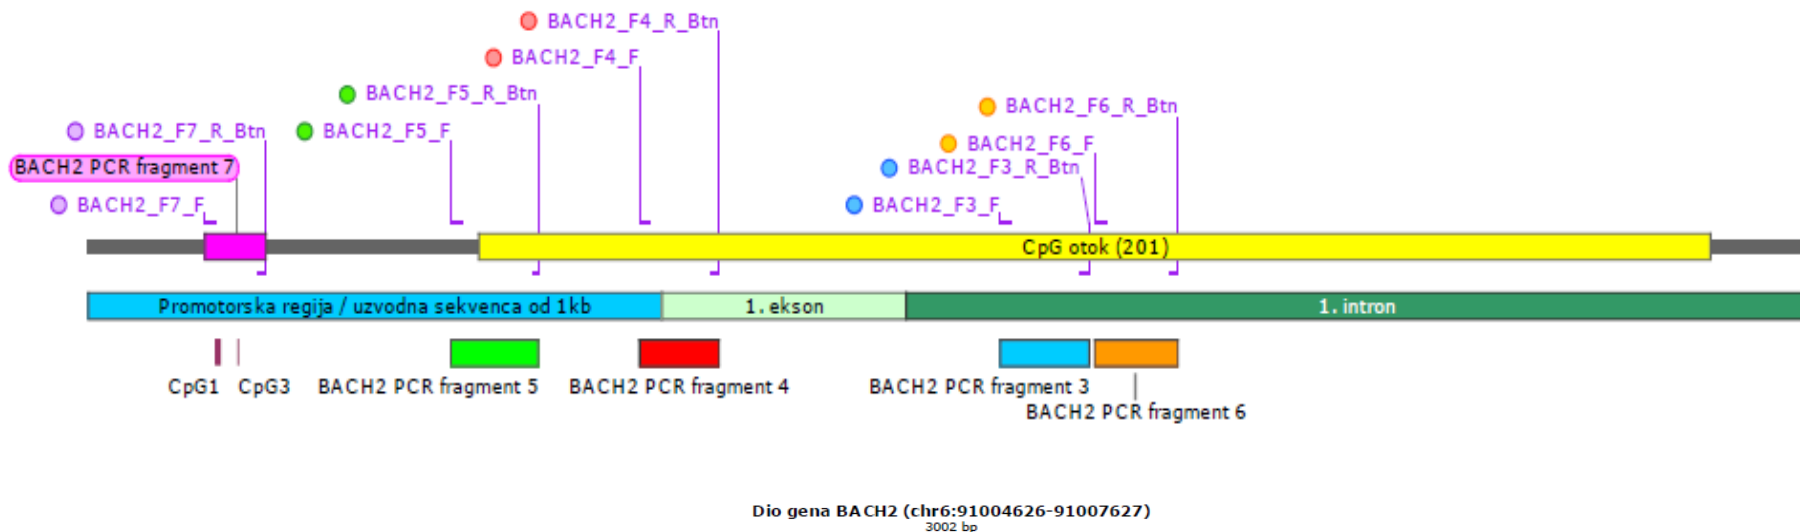 BACH2_F4_R_Btn
BACH2_F4_F
BACH2_F5_R_Btn
BACH2_F6_R_Btn
BACH2_F7_R_Btn
BACH2_F5_F
BACH2_F6_F
BACH2 PCR fragment 7
BACH2_F3_R_Btn
BACH2_F7_F
BACH2_F3_F
CpG otok (201)
Promotorska regija / uzvodna sekvenca od 1kb
1. ekson
1. intron
CpG1
CpG3
BACH2 PCR fragment 5
BACH2 PCR fragment 4
BACH2 PCR fragment 3
BACH2 PCR fragment 6
Dio gena BACH2 (chr6:91004626-91007627)
3002 bp